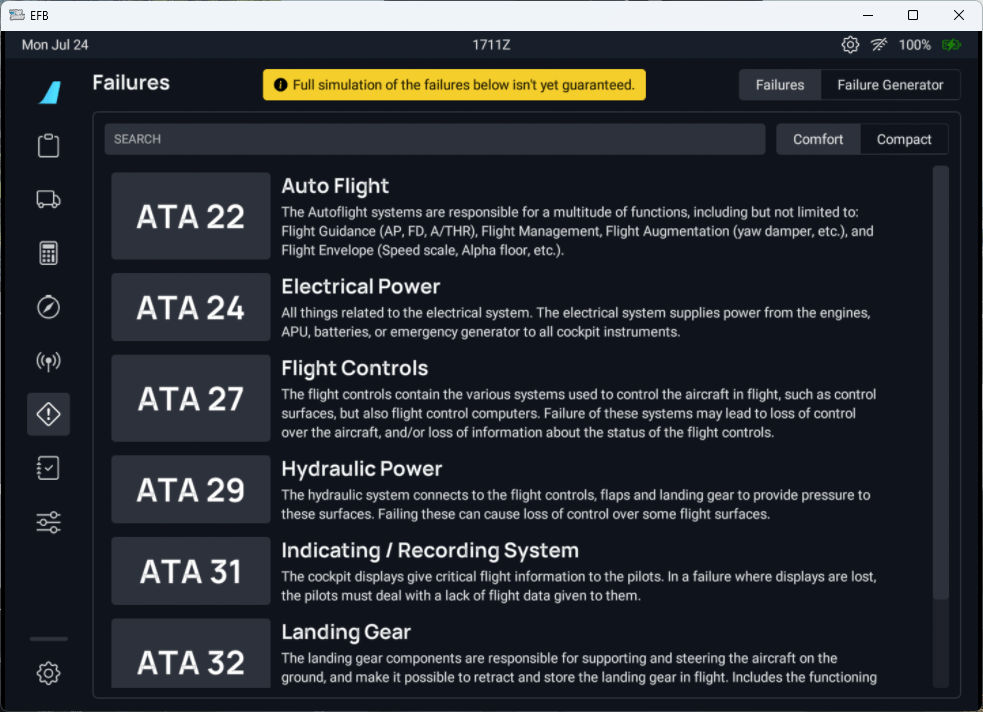 EFB
Mon Jul 24
1711Z
100%
Failures
Full simulation of the failures below isn't yet guaranteed.
Failures
Failure Generator
SEARCH
Comfort
Compact
ATA 22
Auto Flight
The Autoflight systems are responsible for a multitude of functions, including but not limited to:
Flight Guidance (AP, FD, A/THR), Flight Management, Flight Augmentation (yaw damper, etc.), and
Flight Envelope (Speed scale, Alpha floor, etc.).
ATA 24
Electrical Power
All things related to the electrical system. The electrical system supplies power from the engines,
APU, batteries, or emergency generator to all cockpit instruments.
ATA 27
Flight Controls
The flight controls contain the various systems used to control the aircraft in flight, such as control
surfaces, but also flight control computers. Failure of these systems may lead to loss of control
over the aircraft, and/or loss of information about the status of the flight controls.
ATA 29
Hydraulic Power
The hydraulic system connects to the flight controls, flaps and landing gear to provide pressure to
these surfaces. Failing these can cause loss of control over some flight surfaces.
ATA 31
Indicating / Recording System
The cockpit displays give critical flight information to the pilots. In a failure where displays are lost,
the pilots must deal with a lack of flight data given to them.
ATA 32
Landing Gear
The landing gear components are responsible for supporting and steering the aircraft on the
ground, and make it possible to retract and store the landing gear in flight. Includes the functioning